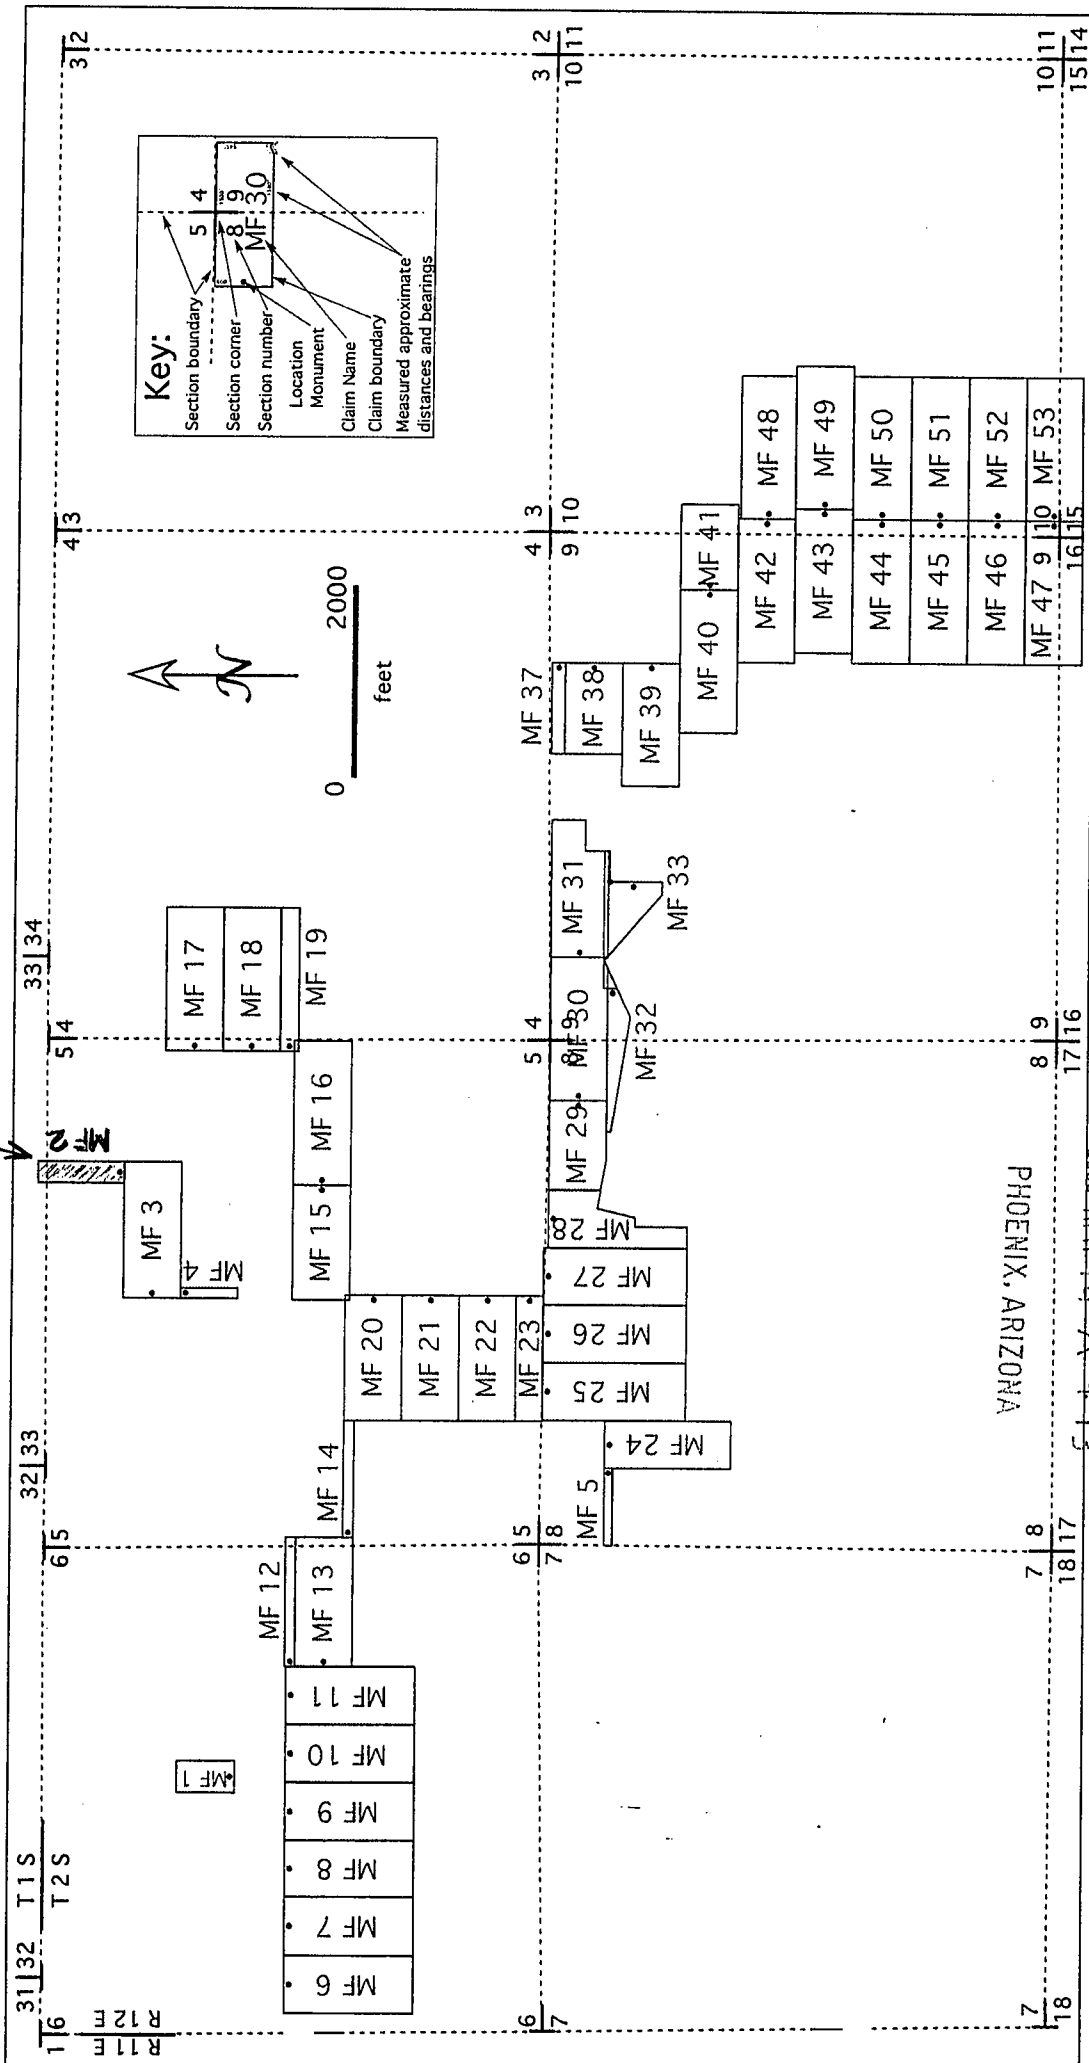 1
6
R 11 E
R 12 E
31|32
T 1 S
T 2 S
32|33
6|5
33|34
5|4
4|3
3|2
MF 2
MF 3
MF 4
MF 1
MF 17
MF 18
MF 19
MF 12
MF 13
MF 14
MF 15
MF 16
MF 6
MF 7
MF 8
MF 9
MF 10
MF 11
MF 20
MF 21
MF 22
MF 23
N
0
2000
feet
Key:
Section boundary
Section corner
Section number
Location
Monument
Claim Name
Claim boundary
Measured approximate
distances and bearings
5 4
8 9
MF 30
6
7
6 5
7 8
5 4
8 9
4 3
9 10
3 2
10 11
MF 5
MF 24
MF 25
MF 26
MF 27
MF 28
MF 29
MF 30
MF 31
MF 32
MF 33
MF 37
MF 38
MF 39
MF 40
MF 41
MF 42
MF 43
MF 44
MF 45
MF 46
MF 47
MF 48
MF 49
MF 50
MF 51
MF 52
MF 53
7
18
7 8
18 17
8 9
17 16
9 10
16 15
10 11
15 14
PHOENIX, ARIZONA